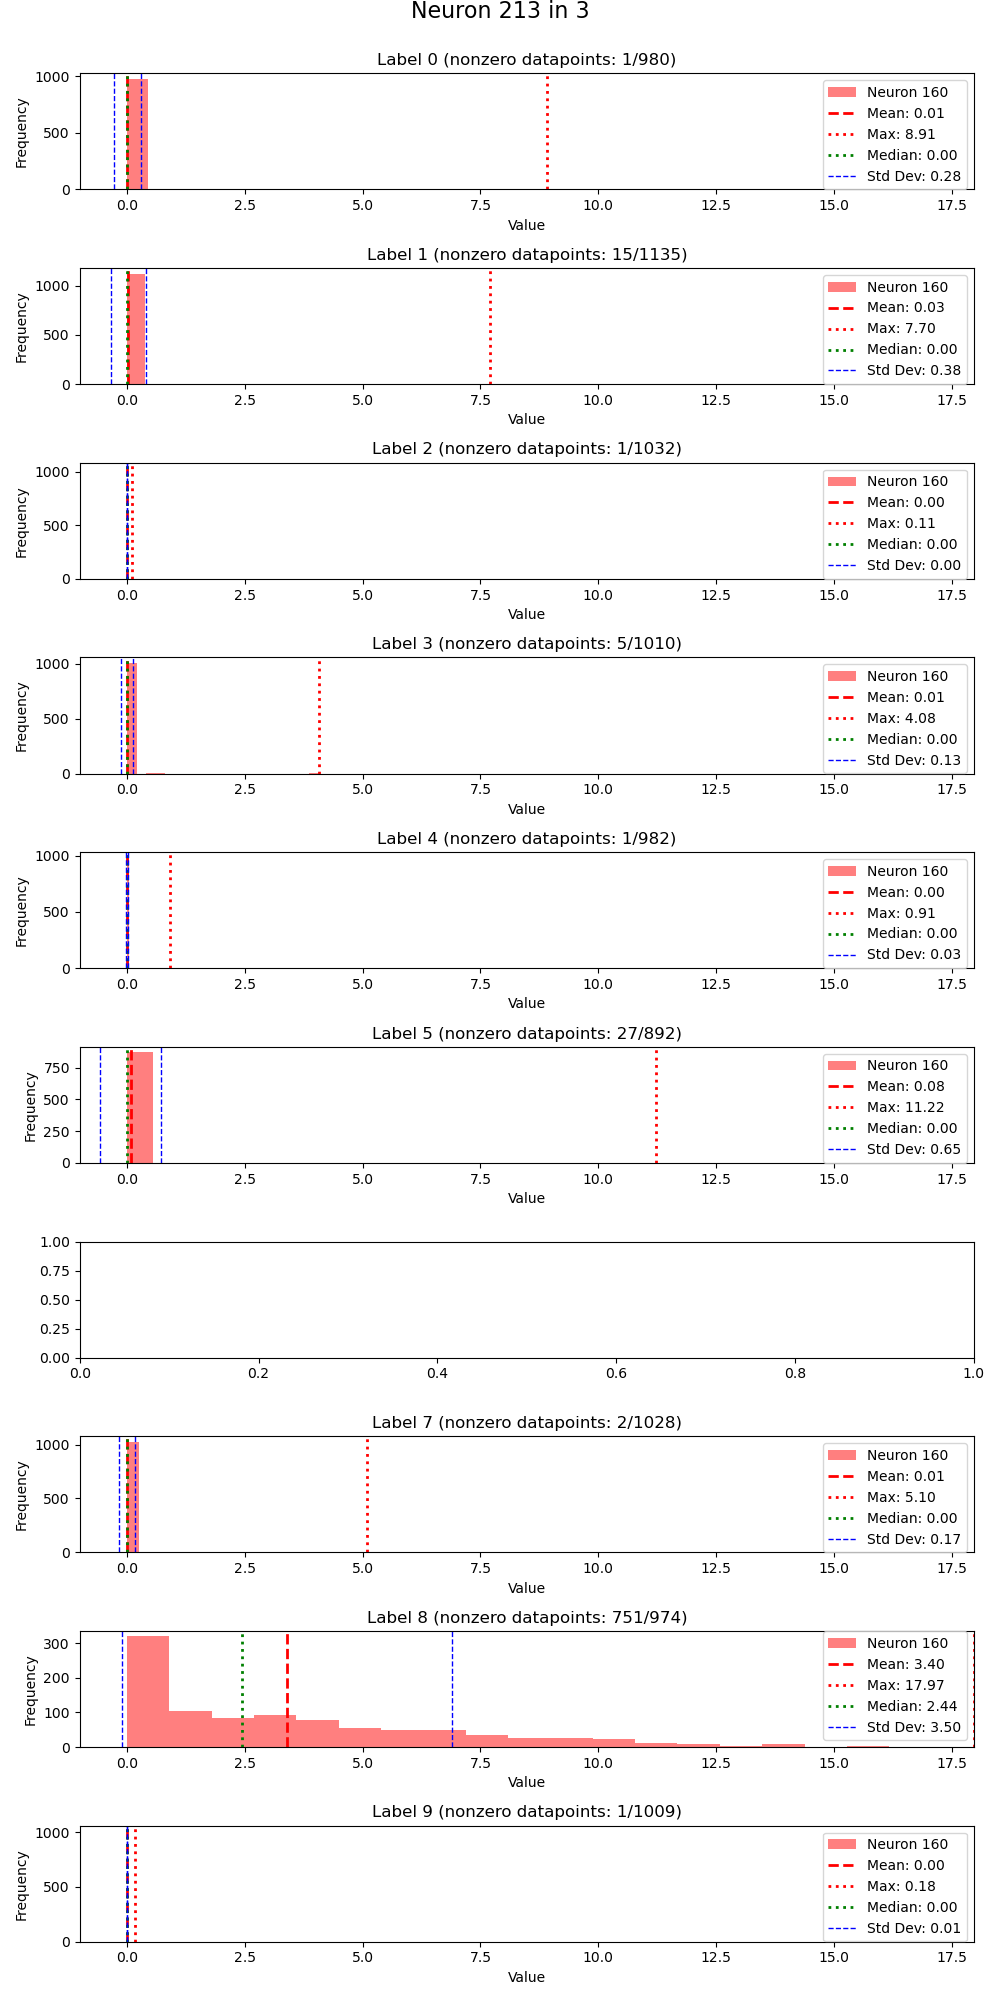 Neuron 213 in 3
Label 0 (nonzero datapoints: 1/980)
Frequency
1000
500
0
Neuron 160
Mean: 0.01
Max: 8.91
Median: 0.00
Std Dev: 0.28
0.0 2.5 5.0 7.5 10.0 12.5 15.0 17.5
Value
Label 1 (nonzero datapoints: 15/1135)
Frequency
1000
500
0
Neuron 160
Mean: 0.03
Max: 7.70
Median: 0.00
Std Dev: 0.38
0.0 2.5 5.0 7.5 10.0 12.5 15.0 17.5
Value
Label 2 (nonzero datapoints: 1/1032)
Frequency
1000
500
0
Neuron 160
Mean: 0.00
Max: 0.11
Median: 0.00
Std Dev: 0.00
0.0 2.5 5.0 7.5 10.0 12.5 15.0 17.5
Value
Label 3 (nonzero datapoints: 5/1010)
Frequency
1000
500
0
Neuron 160
Mean: 0.01
Max: 4.08
Median: 0.00
Std Dev: 0.13
0.0 2.5 5.0 7.5 10.0 12.5 15.0 17.5
Value
Label 4 (nonzero datapoints: 1/982)
Frequency
1000
500
0
Neuron 160
Mean: 0.00
Max: 0.91
Median: 0.00
Std Dev: 0.03
0.0 2.5 5.0 7.5 10.0 12.5 15.0 17.5
Value
Label 5 (nonzero datapoints: 27/892)
Frequency
750
500
250
0
Neuron 160
Mean: 0.08
Max: 11.22
Median: 0.00
Std Dev: 0.65
0.0 2.5 5.0 7.5 10.0 12.5 15.0 17.5
Value
1.00
0.75
0.50
0.25
0.00
0.0 0.2 0.4 0.6 0.8 1.0
Label 7 (nonzero datapoints: 2/1028)
Frequency
1000
500
0
Neuron 160
Mean: 0.01
Max: 5.10
Median: 0.00
Std Dev: 0.17
0.0 2.5 5.0 7.5 10.0 12.5 15.0 17.5
Value
Label 8 (nonzero datapoints: 751/974)
Frequency
300
200
100
0
Neuron 160
Mean: 3.40
Max: 17.97
Median: 2.44
Std Dev: 3.50
0.0 2.5 5.0 7.5 10.0 12.5 15.0 17.5
Value
Label 9 (nonzero datapoints: 1/1009)
Frequency
1000
500
0
Neuron 160
Mean: 0.00
Max: 0.18
Median: 0.00
Std Dev: 0.01
0.0 2.5 5.0 7.5 10.0 12.5 15.0 17.5
Value